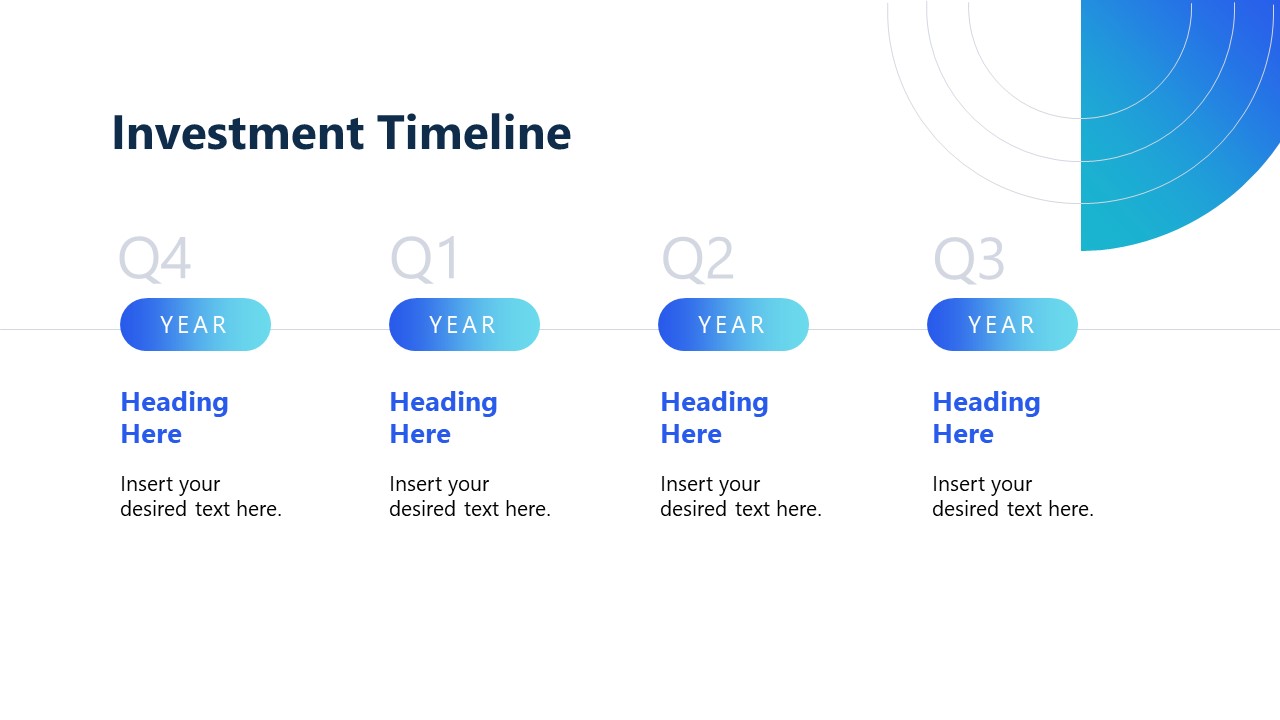 Investment Timeline
Q4
Q1
Q2
Q3
YEAR
YEAR
YEAR
YEAR
Heading
Here
Heading
Here
Heading
Here
Heading
Here
Insert your
desired text here.
Insert your
desired text here.
Insert your
desired text here.
Insert your
desired text here.